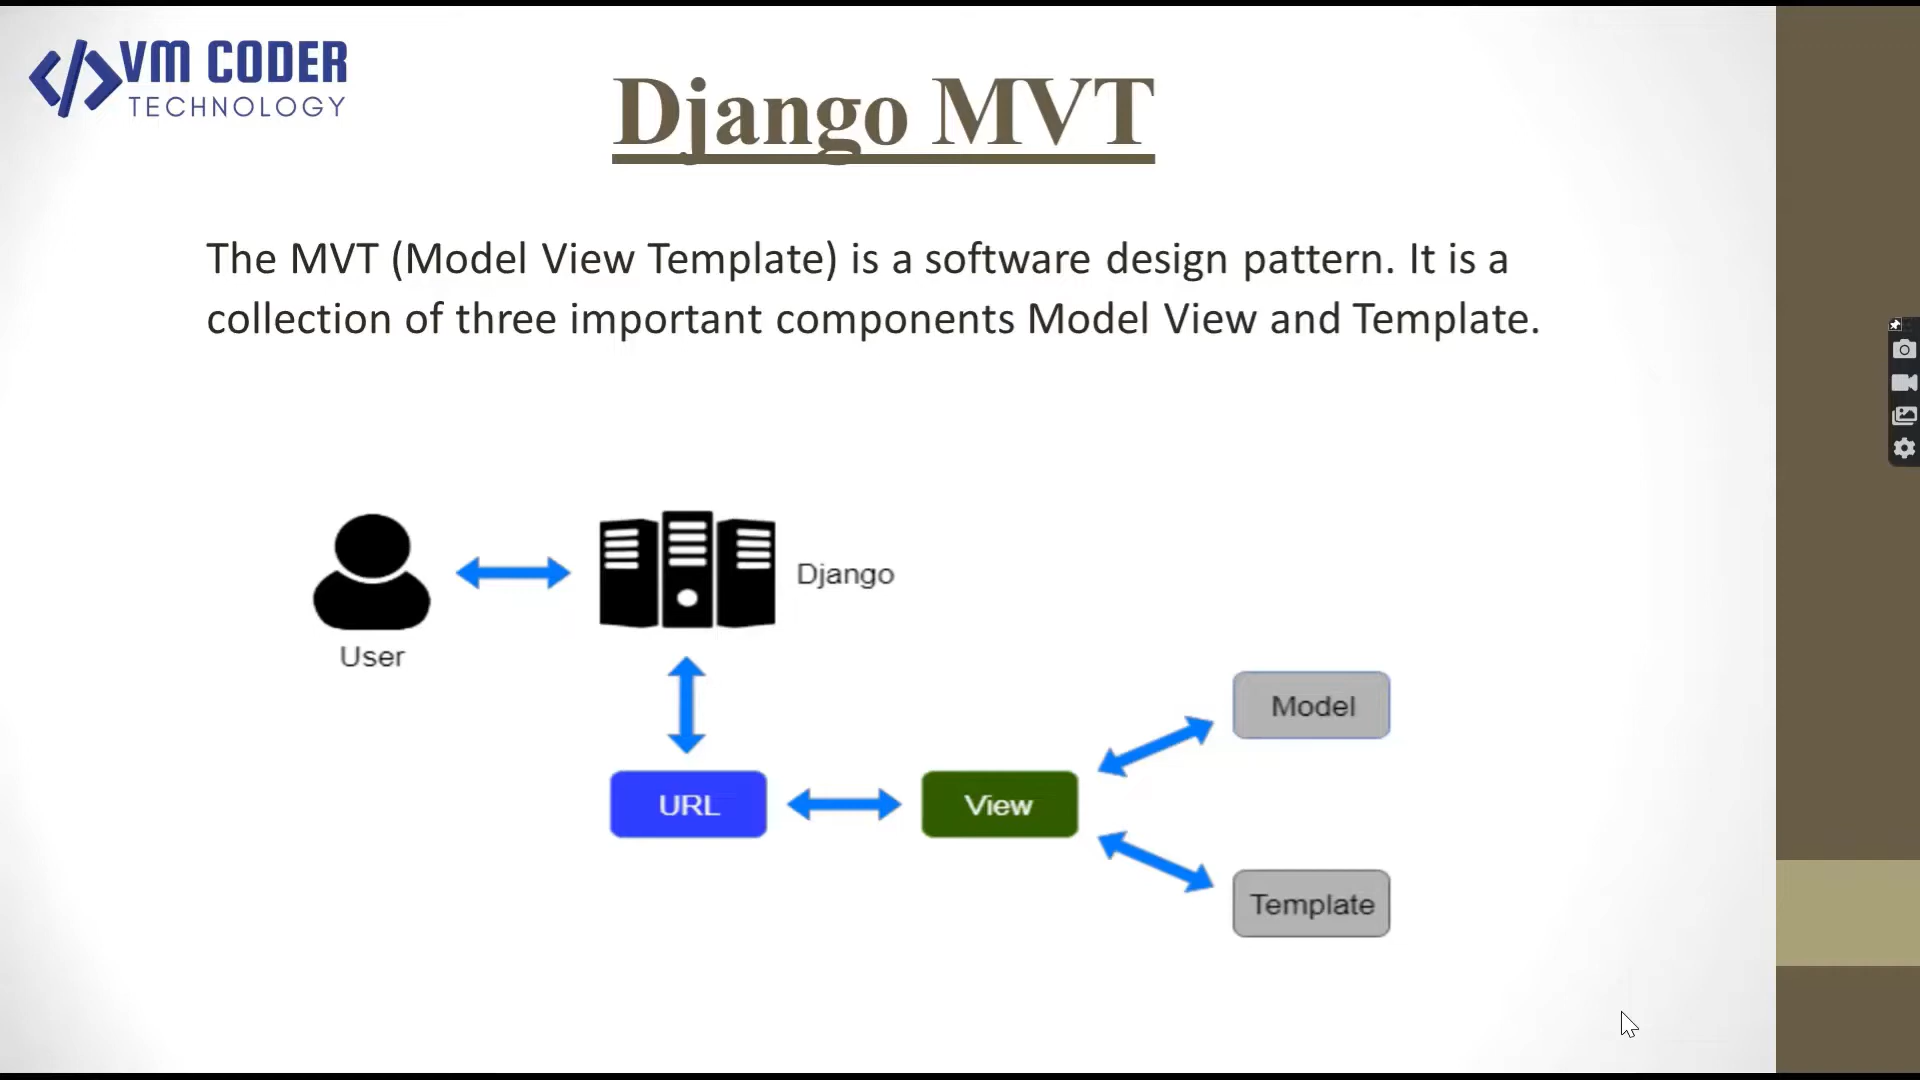 VM CODER
TECHNOLOGY
Django MVT
The MVT (Model View Template) is a software design pattern. It is a
collection of three important components Model View and Template.
Django
User
Model
URL
View
Template